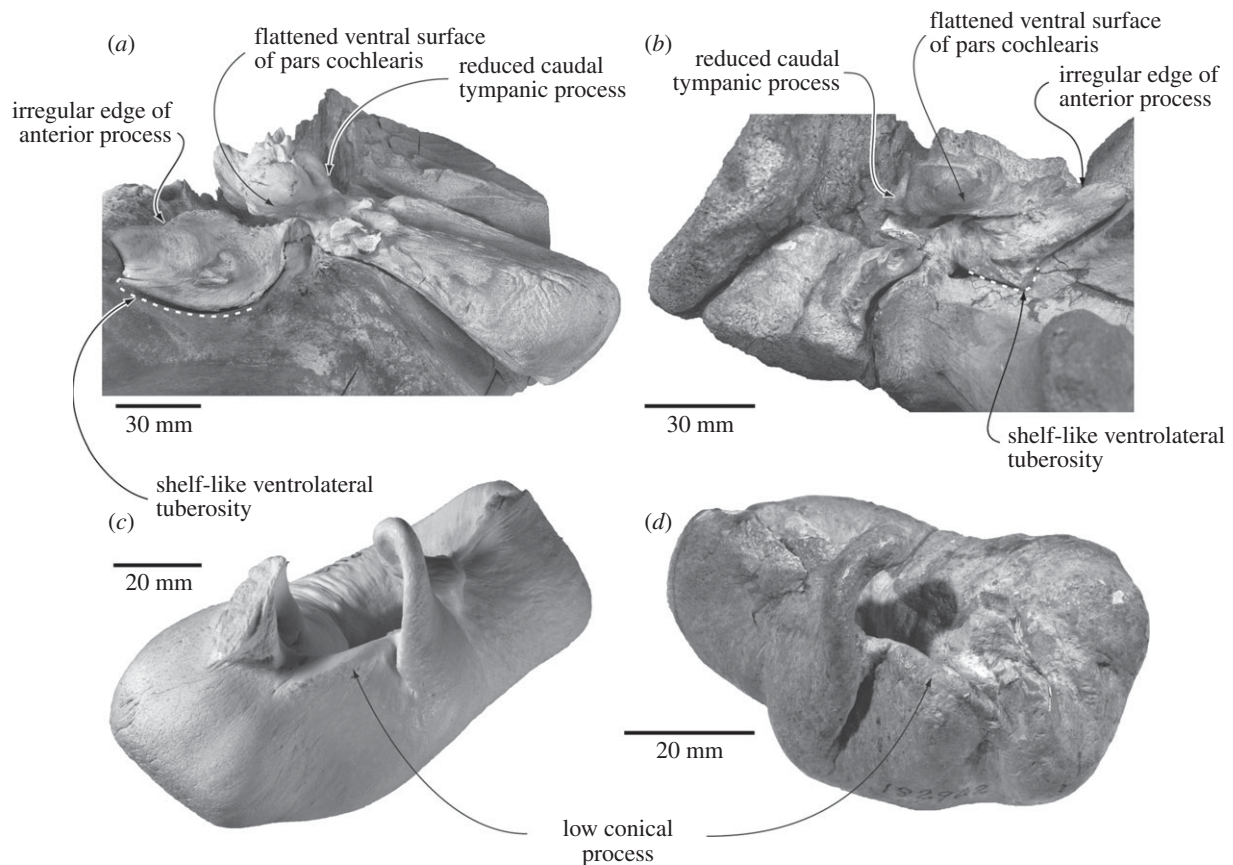 (a)
flattened ventral surface
of pars cochlearis
reduced caudal
tympanic process
irregular edge of
anterior process
30 mm
shelf-like ventrolateral
tuberosity
(b)
flattened ventral surface
of pars cochlearis
reduced caudal
tympanic process
irregular edge of
anterior process
30 mm
shelf-like ventrolateral
tuberosity
(c)
20 mm
(d)
20 mm
182962
low conical
process